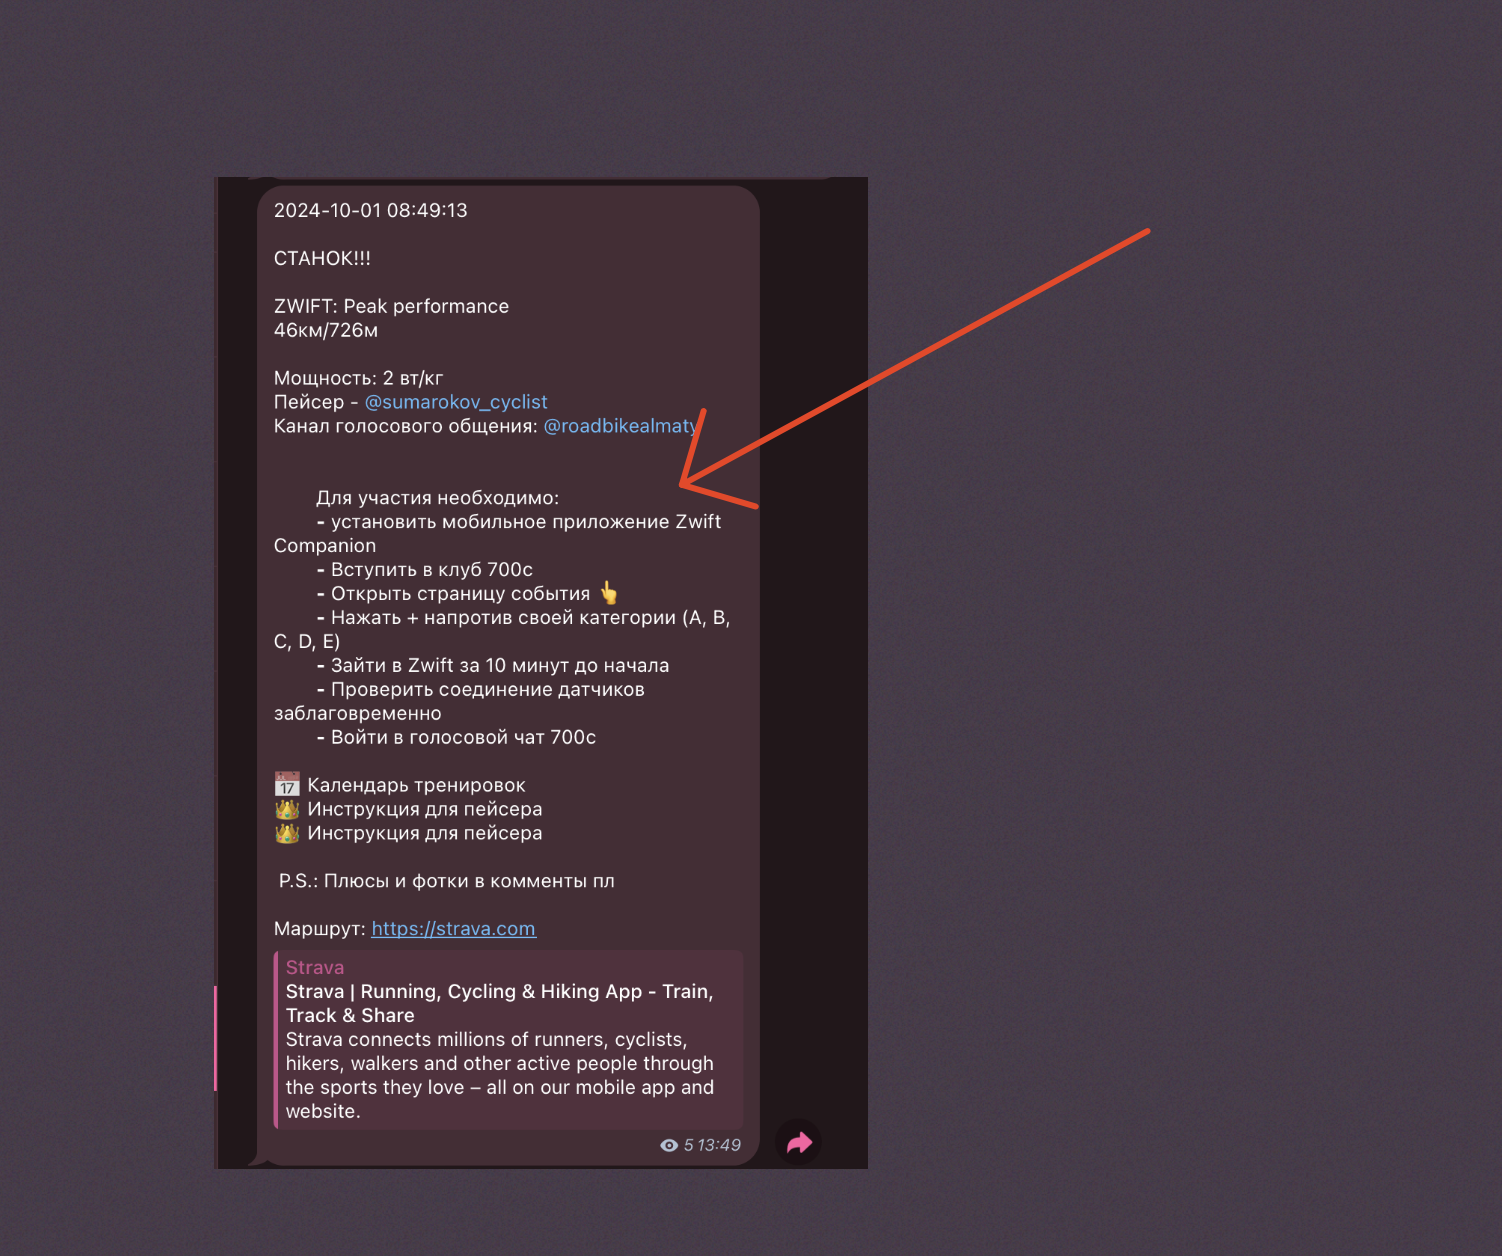 2024-10-01 08:49:13
СТАНОК!!!
ZWIFT: Peak performance
46км/726м
Мощность: 2 вт/кг
Пейсер - @sumarokov_cyclist
Канал голосового общения: @roadbikealmaty
Для участия необходимо:
- установить мобильное приложение Zwift
Companion
- Вступить в клуб 700c
- Открыть страницу события 👆
- Нажать + напротив своей категории (A, B,
C, D, E)
- Зайти в Zwift за 10 минут до начала
- Проверить соединение датчиков
заблаговременно
- Войти в голосовой чат 700c
📅 Календарь тренировок
👑 Инструкция для пейсера
👑 Инструкция для пейсера
P.S.: Плюсы и фотки в комменты пл
Маршрут: https://strava.com
Strava
Strava | Running, Cycling & Hiking App - Train,
Track & Share
Strava connects millions of runners, cyclists,
hikers, walkers and other active people through
the sports they love – all on our mobile app and
website.
5 13:49